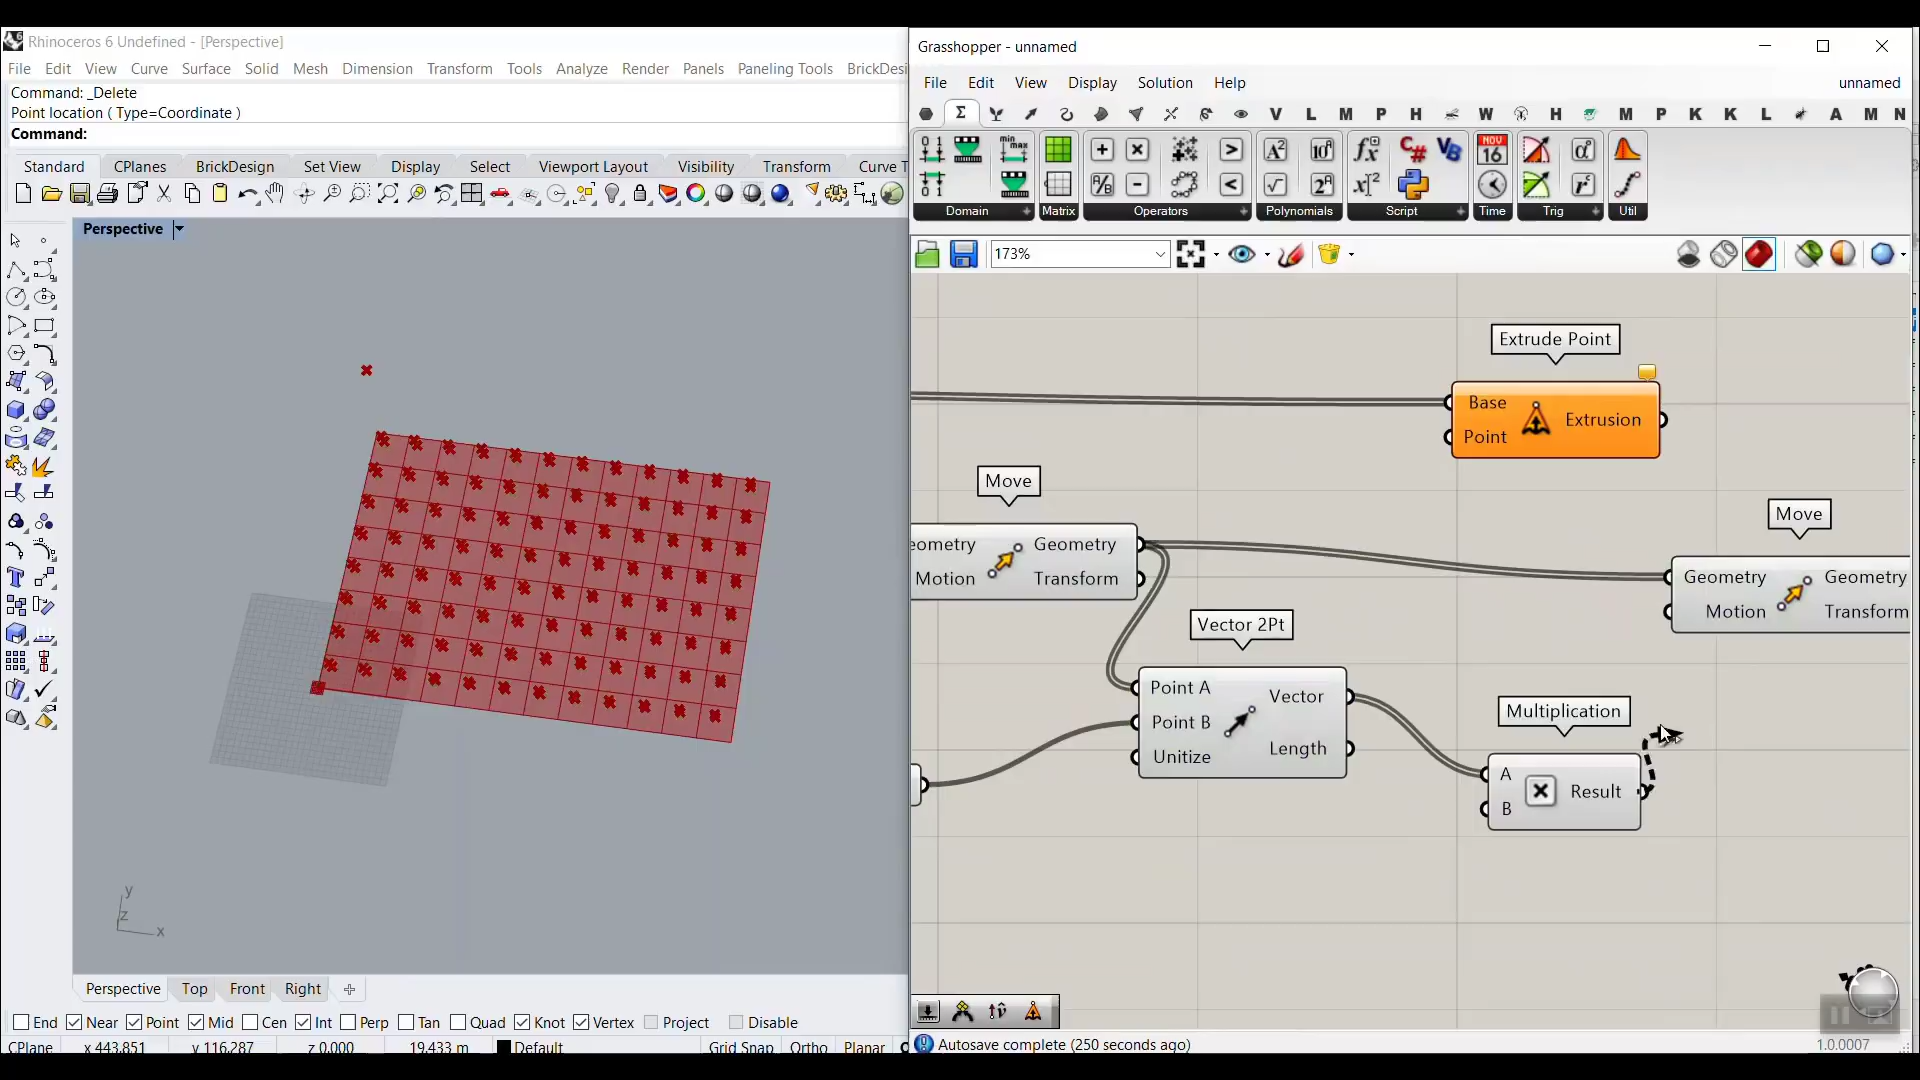 Rhinoceros 6 Undefined - [Perspective]
File Edit View Curve Surface Solid Mesh Dimension Transform Tools Analyze Render Panels Paneling Tools BrickDesi
Command: _Delete
Point location ( Type=Coordinate )
Command:
Standard CPlanes BrickDesign Set View Display Select Viewport Layout Visibility Transform Curve T
Perspective
y
z
x
Perspective Top Front Right
End Near Point Mid Cen Int Perp Tan Quad Knot Vertex Project Disable
CPlane x 443.851 y 116.287 z 0.000 19.433 m Default Grid Snap Ortho Planar
Grasshopper - unnamed
File Edit View Display Solution Help unnamed
V L M P H W H M P K K L A M N
Domain Matrix Operators Polynomials Script Time Trig Util
173%
Extrude Point
Base
Point
Extrusion
Move
eometry
Motion
Geometry
Transform
Move
Geometry
Motion
Geometry
Transform
Vector 2Pt
Point A
Point B
Unitize
Vector
Length
Multiplication
A
B
Result
Autosave complete (250 seconds ago)
1.0.0007